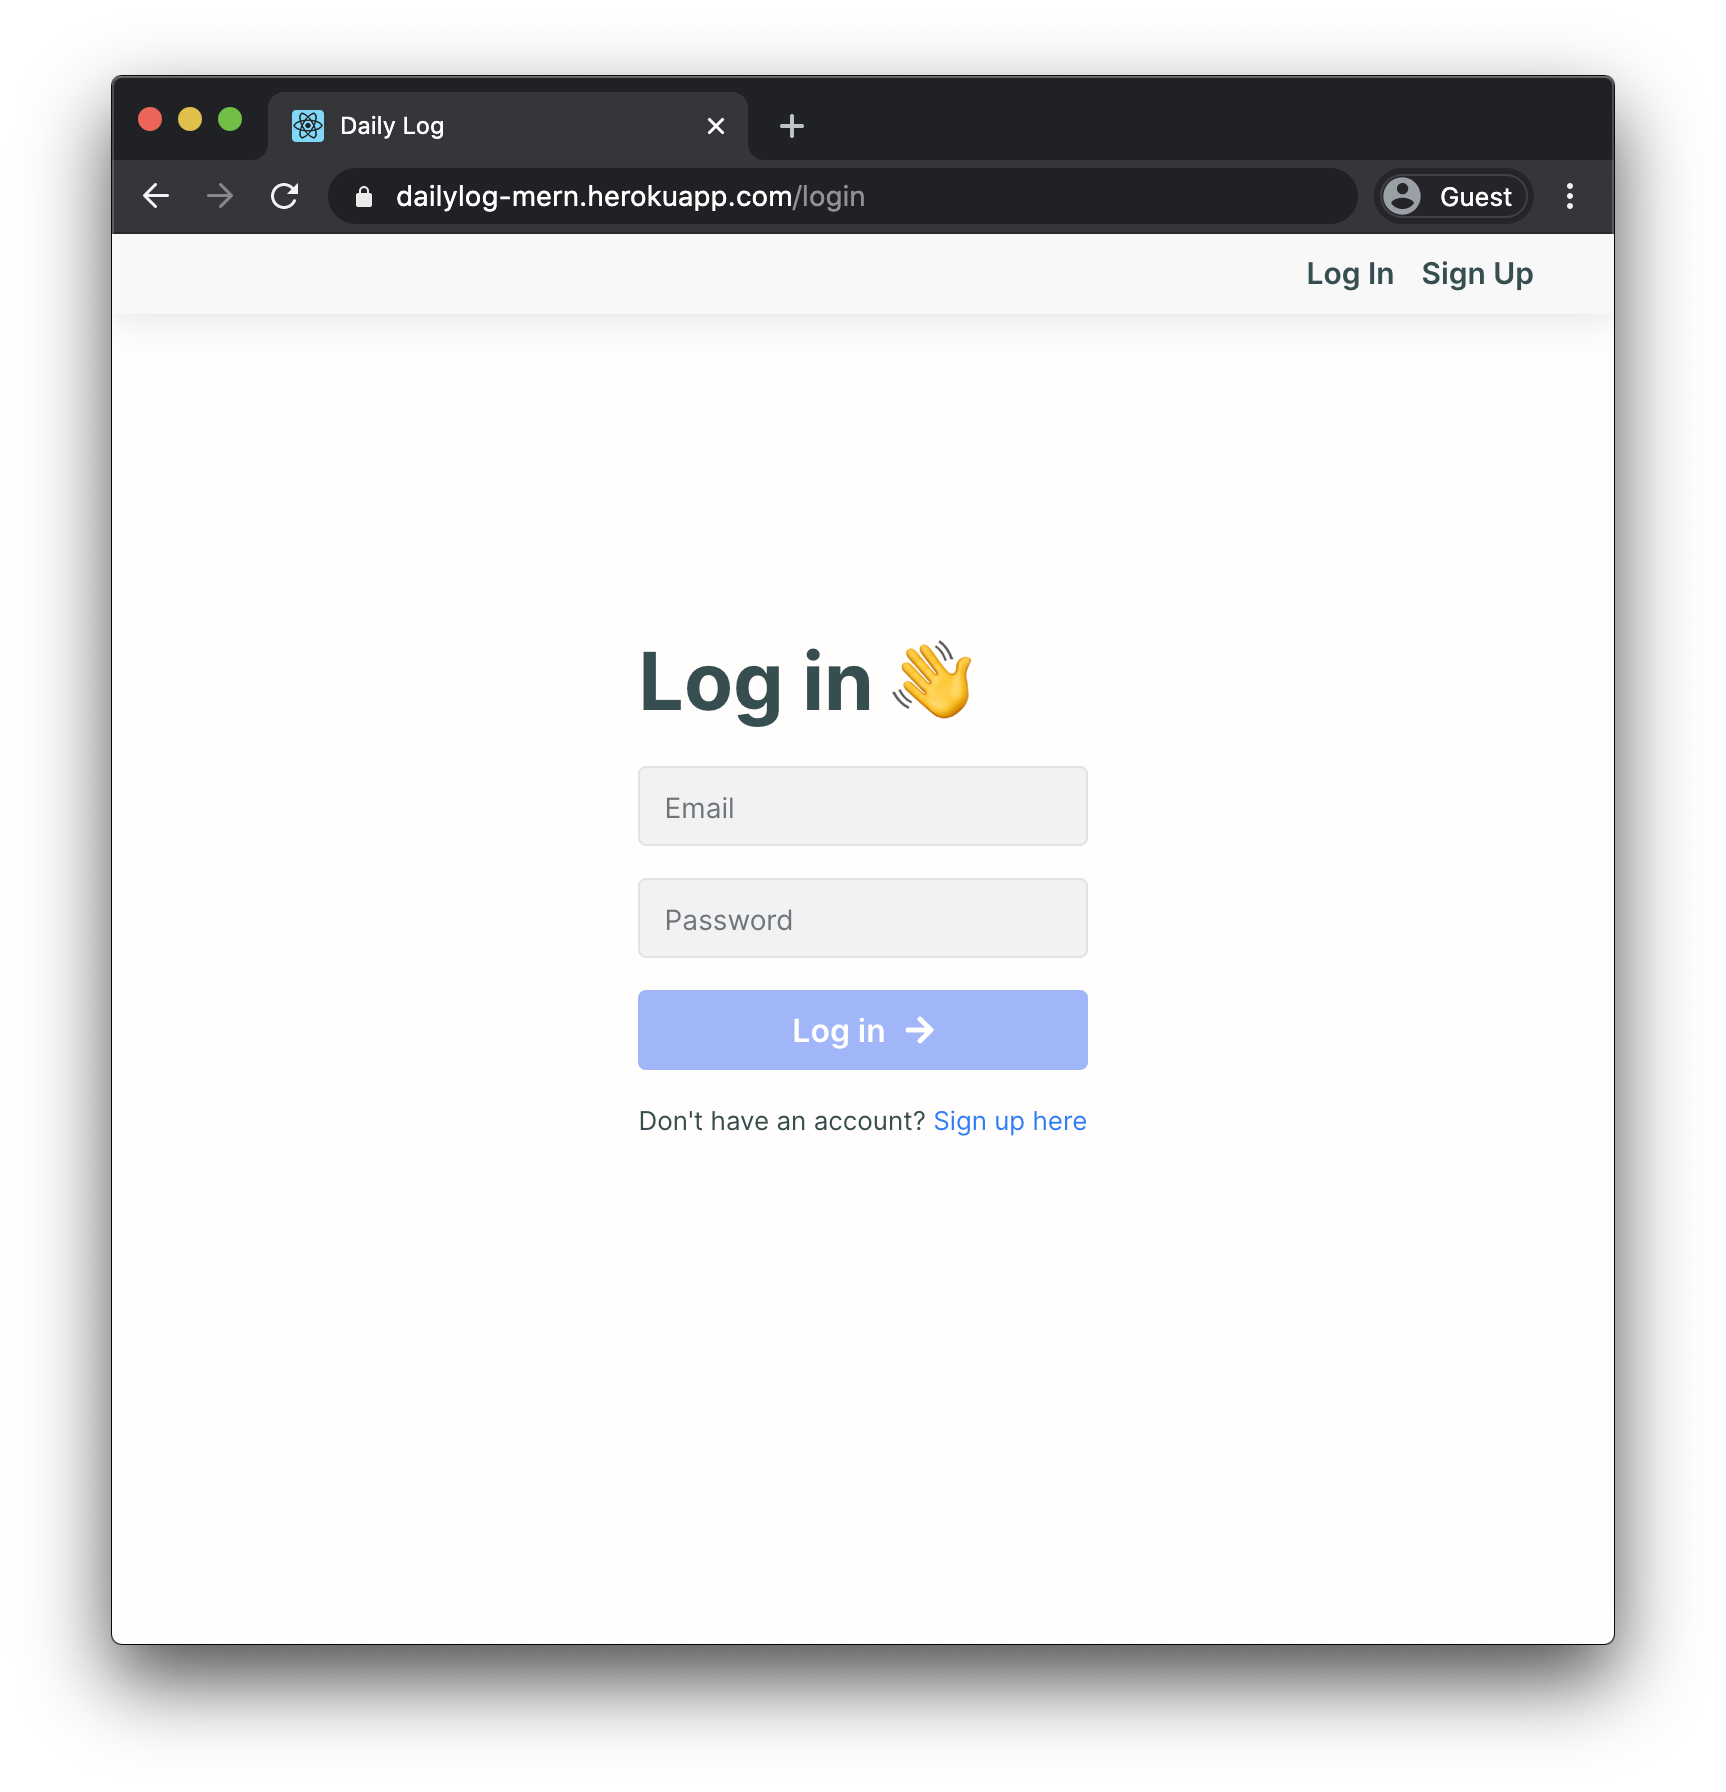 Daily Log
dailylog-mern.herokuapp.com/login
Guest
Log In Sign Up
Log in 👋
Email
Password
Log in →
Don't have an account? Sign up here